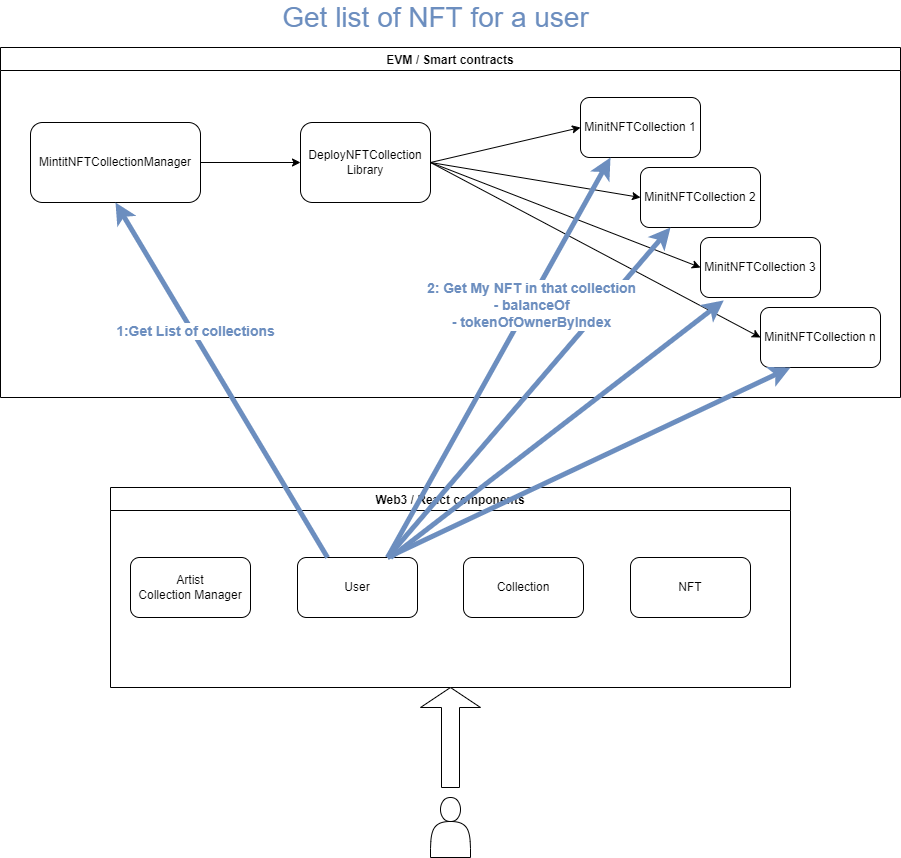 Get list of NFT for a user
EVM / Smart contracts
MintitNFTCollectionManager
DeployNFTCollection
Library
MinitNFTCollection 1
MinitNFTCollection 2
MinitNFTCollection 3
MinitNFTCollection n
1:Get List of collections
2: Get My NFT in that collection
- balanceOf
- tokenOfOwnerByIndex
Web3 / React components
Artist
Collection Manager
User
Collection
NFT